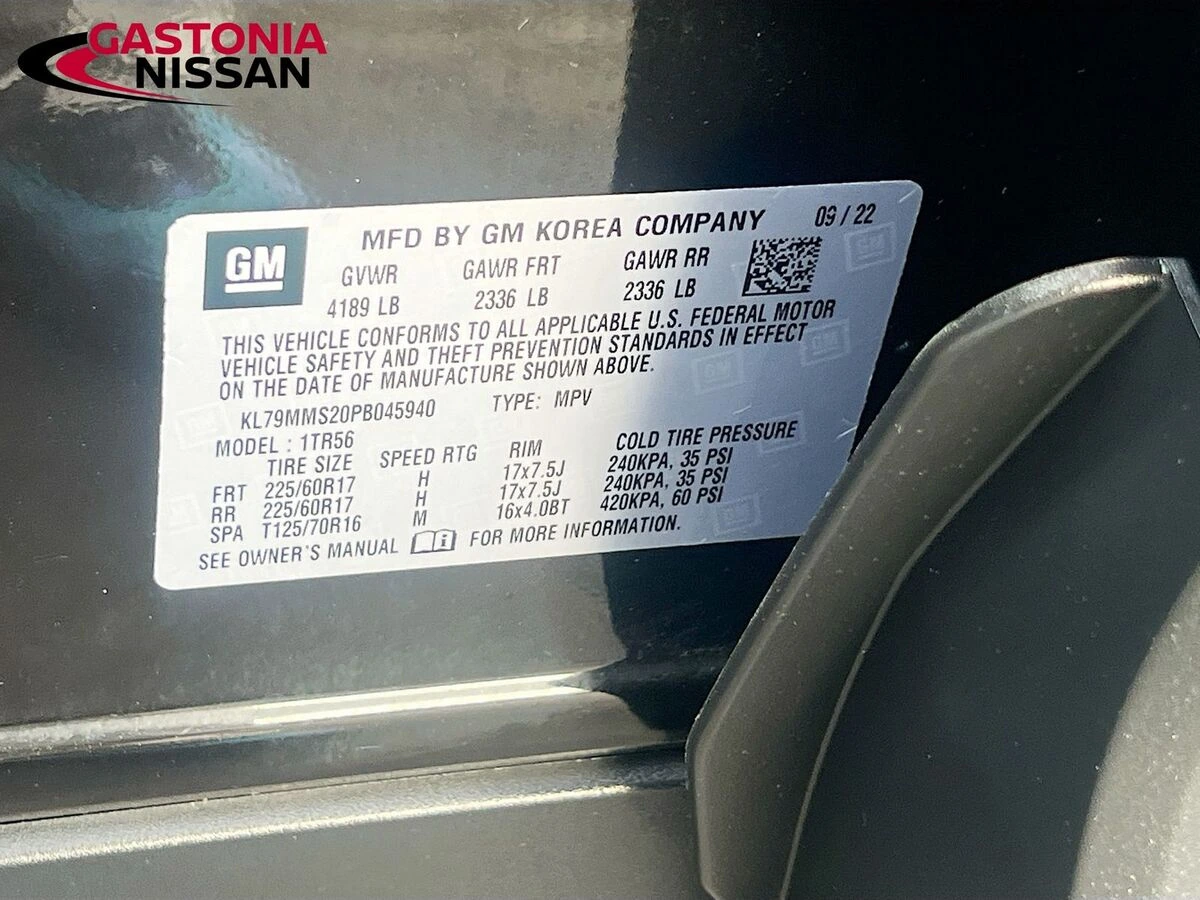 GASTONIA
NISSAN
GM
MFD BY GM KOREA COMPANY 09 / 22
GVWR GAWR FRT GAWR RR
4189 LB 2336 LB 2336 LB
THIS VEHICLE CONFORMS TO ALL APPLICABLE U.S. FEDERAL MOTOR
VEHICLE SAFETY AND THEFT PREVENTION STANDARDS IN EFFECT
ON THE DATE OF MANUFACTURE SHOWN ABOVE.
KL79MMS20PB045940 TYPE: MPV
MODEL : 1TR56
TIRE SIZE SPEED RTG RIM COLD TIRE PRESSURE
FRT 225/60R17 H 17x7.5J 240KPA, 35 PSI
RR 225/60R17 H 17x7.5J 240KPA, 35 PSI
SPA T125/70R16 M 16x4.0BT 420KPA, 60 PSI
SEE OWNER'S MANUAL i FOR MORE INFORMATION.